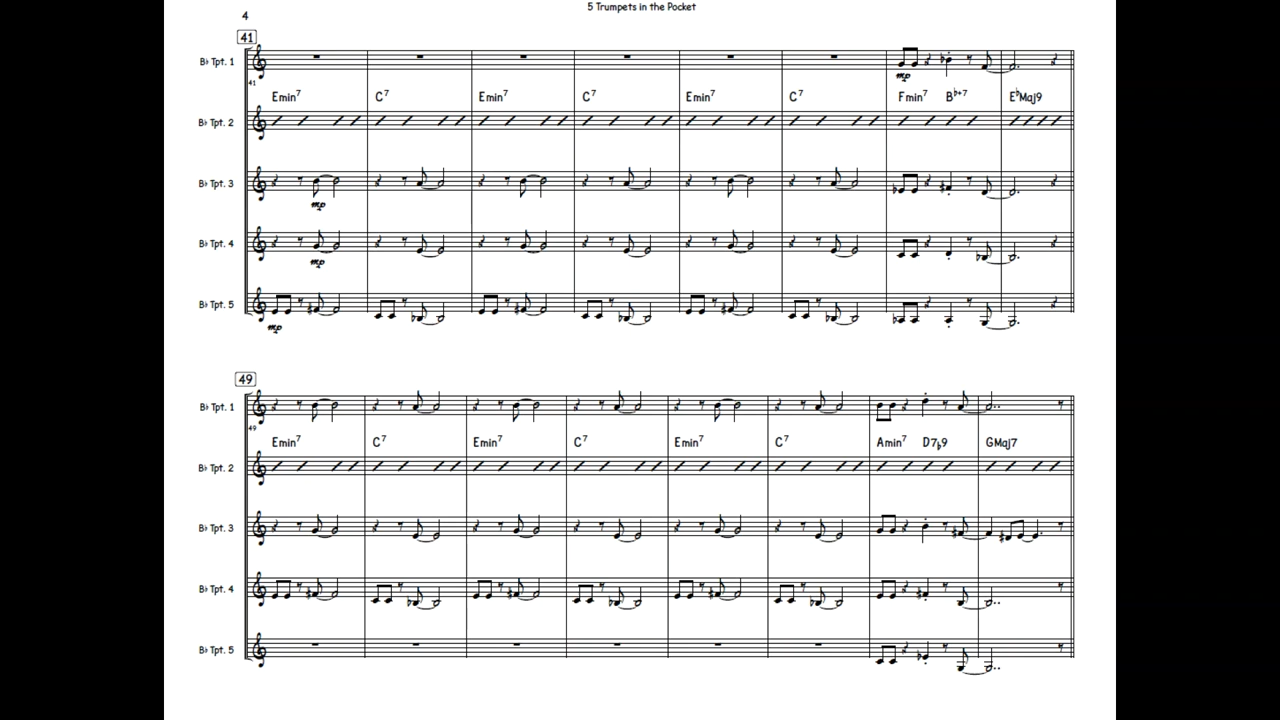 5 Trumpets in the Pocket
4
41
B♭ Tpt. 1
mp
41
Emin7 C7 Emin7 C7 Emin7 C7 Fmin7 B♭+7 E♭Maj9
B♭ Tpt. 2
B♭ Tpt. 3
mp
B♭ Tpt. 4
mp
B♭ Tpt. 5
mp
49
B♭ Tpt. 1
49
Emin7 C7 Emin7 C7 Emin7 C7 Amin7 D7♭9 GMaj7
B♭ Tpt. 2
B♭ Tpt. 3
B♭ Tpt. 4
B♭ Tpt. 5